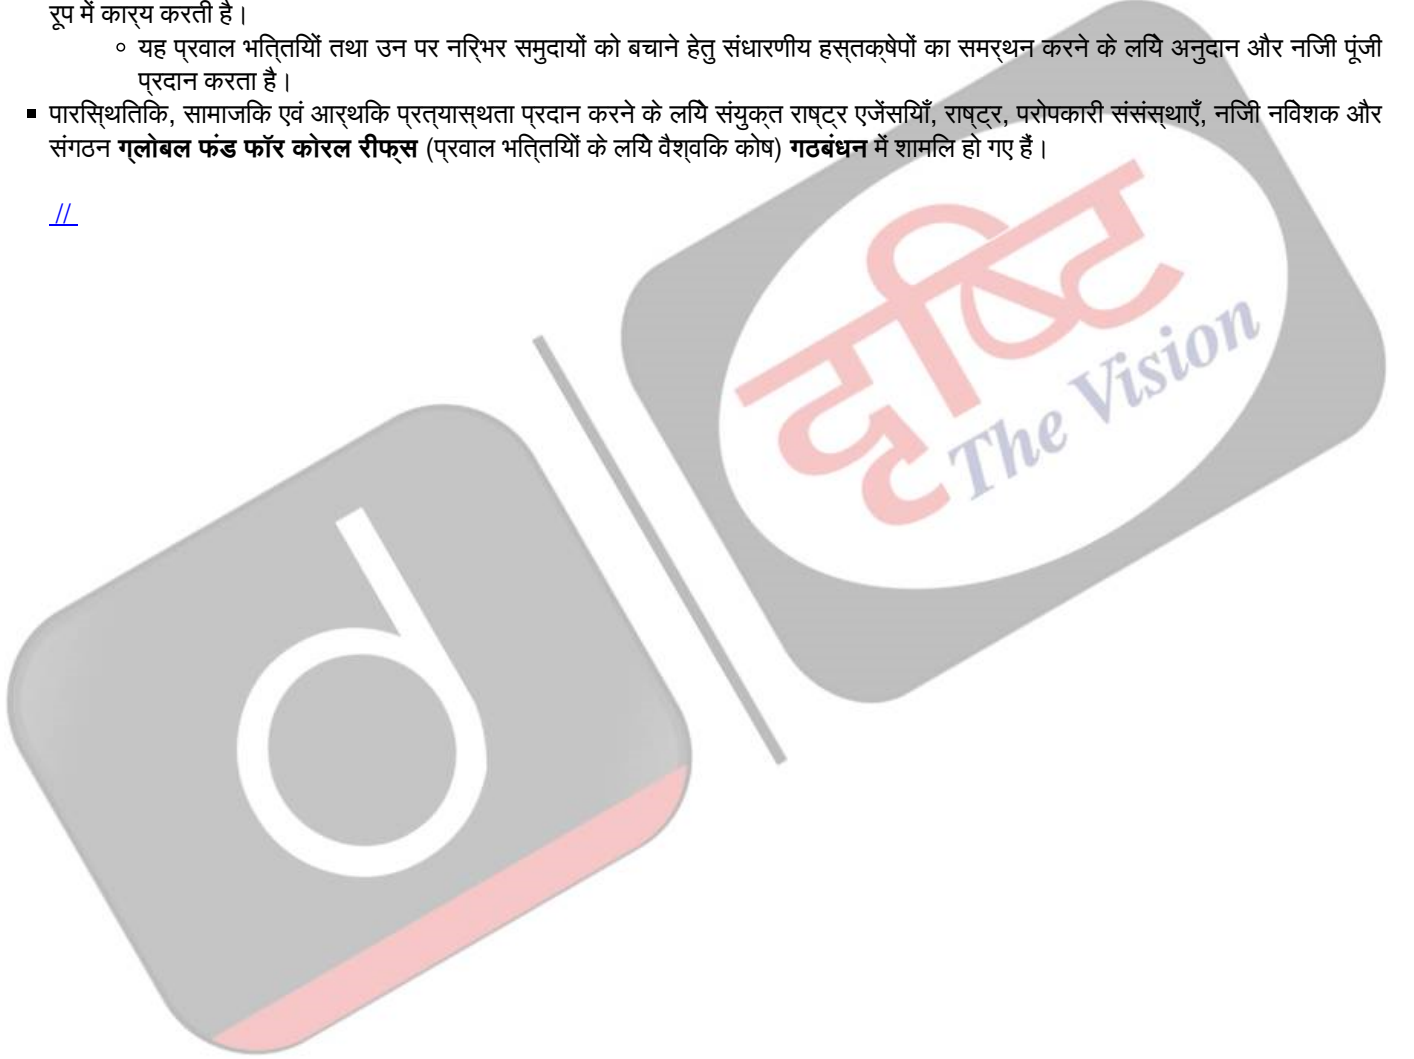 रूप में कार्य करती है।
यह प्रवाल भित्तियों तथा उन पर निर्भर समुदायों को बचाने हेतु संधारणीय हस्तक्षेपों का समर्थन करने के लिये अनुदान और निजी पूंजी
प्रदान करता है।
पारिस्थितिकि, सामाजिक एवं आर्थिक प्रत्यास्थता प्रदान करने के लिये संयुक्त राष्ट्र एजेंसियाँ, राष्ट्र, परोपकारी संसंस्थाएँ, निजी निवेशक और
संगठन ग्लोबल फंड फॉर कोरल रीफ्स (प्रवाल भित्तियों के लिये वैश्विक कोष) गठबंधन में शामिल हो गए हैं।
//
दृष्टि
The Vision
d